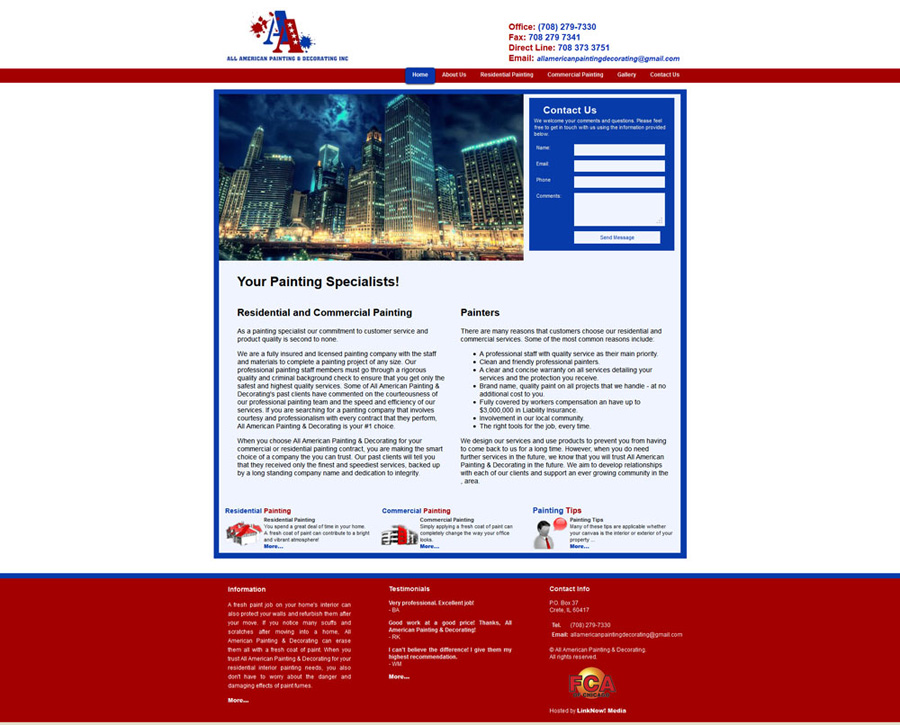 ALL AMERICAN PAINTING & DECORATING INC
Office: (708) 279-7330
Fax: 708 279 7341
Direct Line: 708 373 3751
Email: allamericanpaintingdecorating@gmail.com
Home About Us Residential Painting Commercial Painting Gallery Contact Us
Contact Us
We welcome your comments and questions. Please feel
free to get in touch with us using the information provided
below.
Name:
Email:
Phone
Comments:
Send Message
Your Painting Specialists!
Residential and Commercial Painting
As a painting specialist our commitment to customer service and
product quality is second to none.
We are a fully insured and licensed painting company with the staff
and materials to complete a painting project of any size. Our
professional painting staff members must go through a rigorous
quality and criminal background check to ensure that you get only the
safest and highest quality services. Some of All American Painting &
Decorating's past clients have commented on the courteousness of
our professional painting team and the speed and efficiency of our
services. If you are searching for a painting company that involves
courtesy and professionalism with every contract that they perform,
All American Painting & Decorating is your #1 choice.
When you choose All American Painting & Decorating for your
commercial or residential painting contract, you are making the smart
choice of a company the you can trust. Our past clients will tell you
that they received only the finest and speediest services, backed up
by a long standing company name and dedication to integrity.
Painters
There are many reasons that customers choose our residential and
commercial services. Some of the most common reasons include:
• A professional staff with quality service as their main priority.
• Clean and friendly professional painters.
• A clear and concise warranty on all services detailing your
services and the protection you receive.
• Brand name, quality paint on all projects that we handle - at no
additional cost to you.
• Fully covered by workers compensation an have up to
$3,000,000 in Liability Insurance.
• Involvement in our local community.
• The right tools for the job, every time.
We design our services and use products to prevent you from having
to come back to us for a long time. However, when you do need
further services in the future, we know that you will trust All American
Painting & Decorating in the future. We aim to develop relationships
with each of our clients and support an ever growing community in the
, area.
Residential Painting
Residential Painting
You spend a great deal of time in your home.
A fresh coat of paint can contribute to a bright
and vibrant atmosphere!
More...
Commercial Painting
Commercial Painting
Simply applying a fresh coat of paint can
completely change the way your office
looks.
More...
Painting Tips
Painting Tips
Many of these tips are applicable whether
your canvas is the interior or exterior of your
property ...
More...
Information
A fresh paint job on your home's interior can
also protect your walls and refurbish them after
your move. If you notice many scuffs and
scratches after moving into a home, All
American Painting & Decorating can erase
them all with a fresh coat of paint. When you
trust All American Painting & Decorating for your
residential interior painting needs, you also
don't have to worry about the danger and
damaging effects of paint fumes.
More...
Testimonials
Very professional. Excellent job!
- BA
Good work at a good price! Thanks, All
American Painting & Decorating!
- RK
I can't believe the difference! I give them my
highest recommendation.
- WM
More...
Contact Info
P.O. Box 37
Crete, IL 60417
Tel. (708) 279-7330
Email: allamericanpaintingdecorating@gmail.com
© All American Painting & Decorating.
All rights reserved.
FCA
Hosted by LinkNow! Media